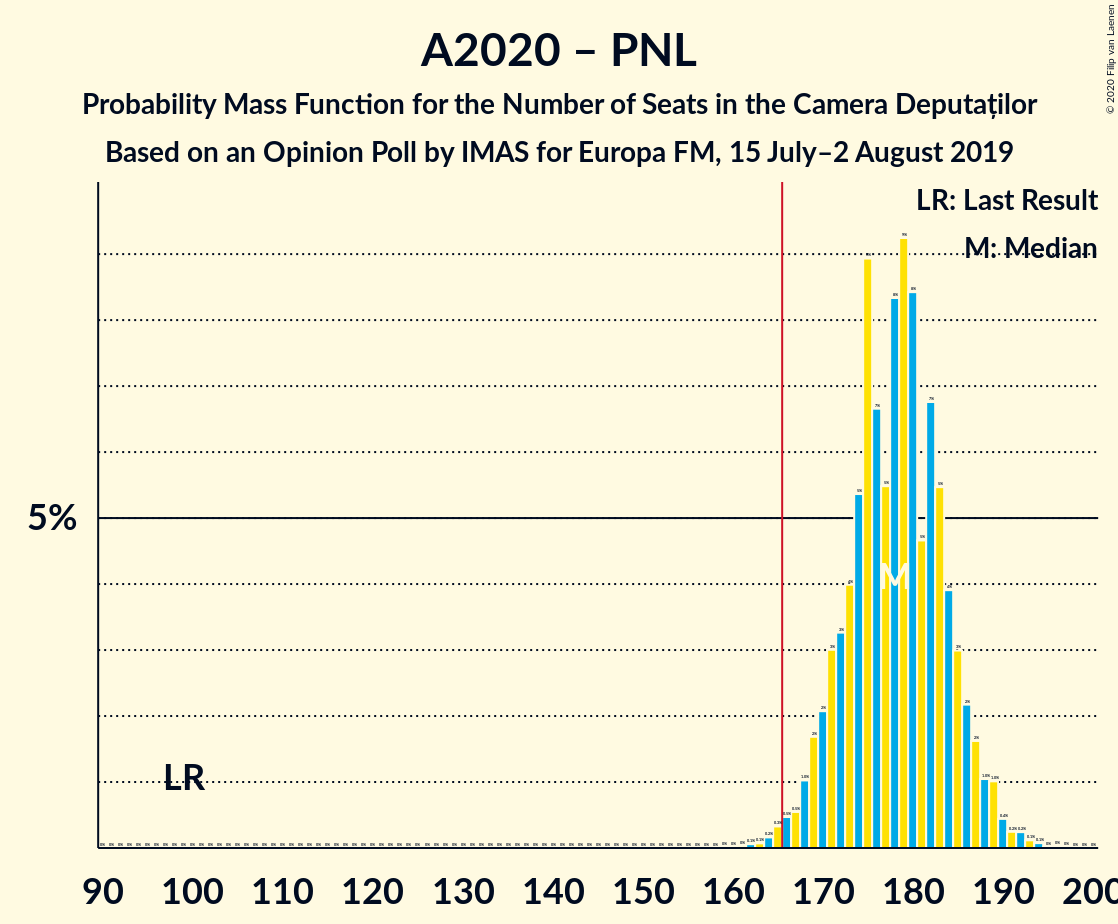 A2020 – PNL
Probability Mass Function for the Number of Seats in the Camera Deputaților
Based on an Opinion Poll by IMAS for Europa FM, 15 July–2 August 2019
© 2020 Filip van Laenen
LR: Last Result
M: Median
5%
M
LR
90 100 110 120 130 140 150 160 170 180 190 200